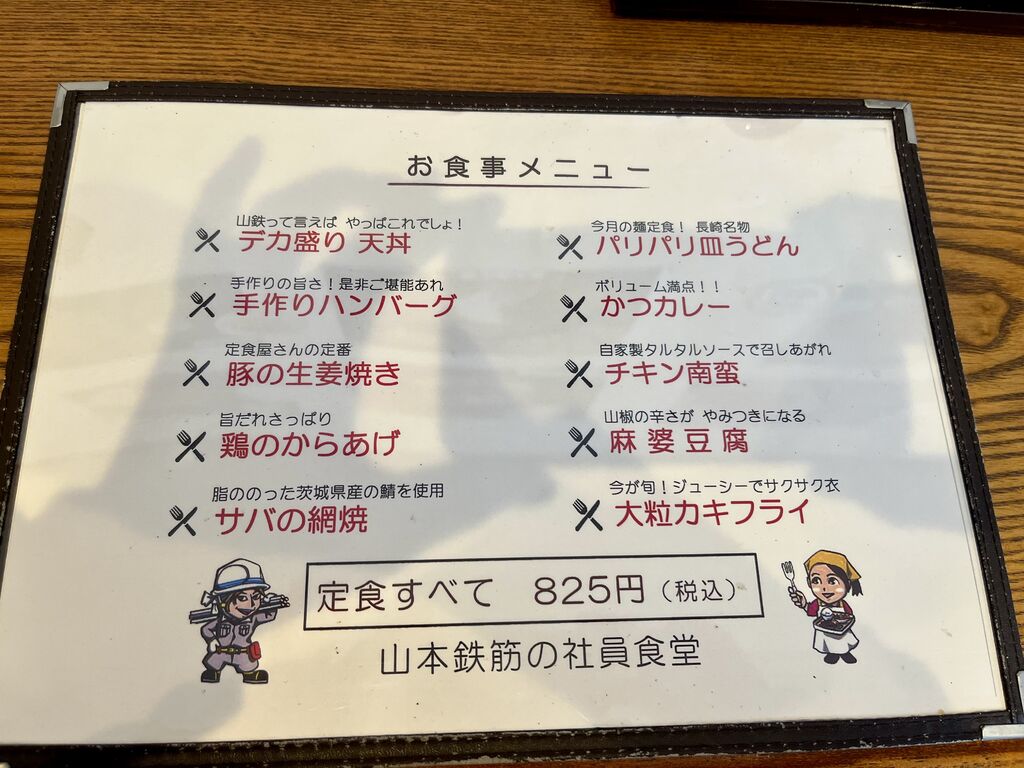 お食事メニュー
山鉄って言えば やっぱこれでしょ！
デカ盛り 天丼
手作りの旨さ！是非ご堪能あれ
手作りハンバーグ
定食屋さんの定番
豚の生姜焼き
旨だれさっぱり
鶏のからあげ
脂ののった茨城県産の鯖を使用
サバの網焼
今月の麺定食！ 長崎名物
パリパリ皿うどん
ボリューム満点！！
かつカレー
自家製タルタルソースで召しあがれ
チキン南蛮
山椒の辛さが やみつきになる
麻婆豆腐
今が旬！ジューシーでサクサク衣
大粒カキフライ
定食すべて 825円（税込）
山本鉄筋の社員食堂